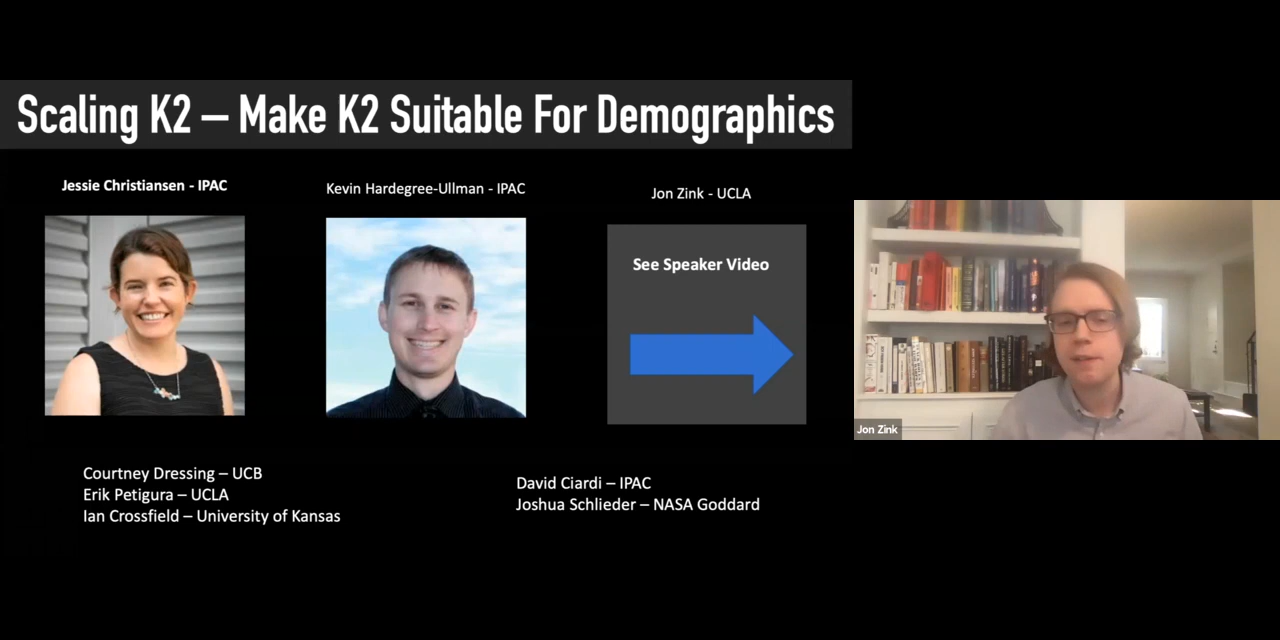 Scaling K2 – Make K2 Suitable For Demographics
Jessie Christiansen - IPAC
Kevin Hardegree-Ullman - IPAC
Jon Zink - UCLA
See Speaker Video
Jon Zink
Courtney Dressing – UCB
Erik Petigura – UCLA
Ian Crossfield – University of Kansas
David Ciardi – IPAC
Joshua Schlieder – NASA Goddard